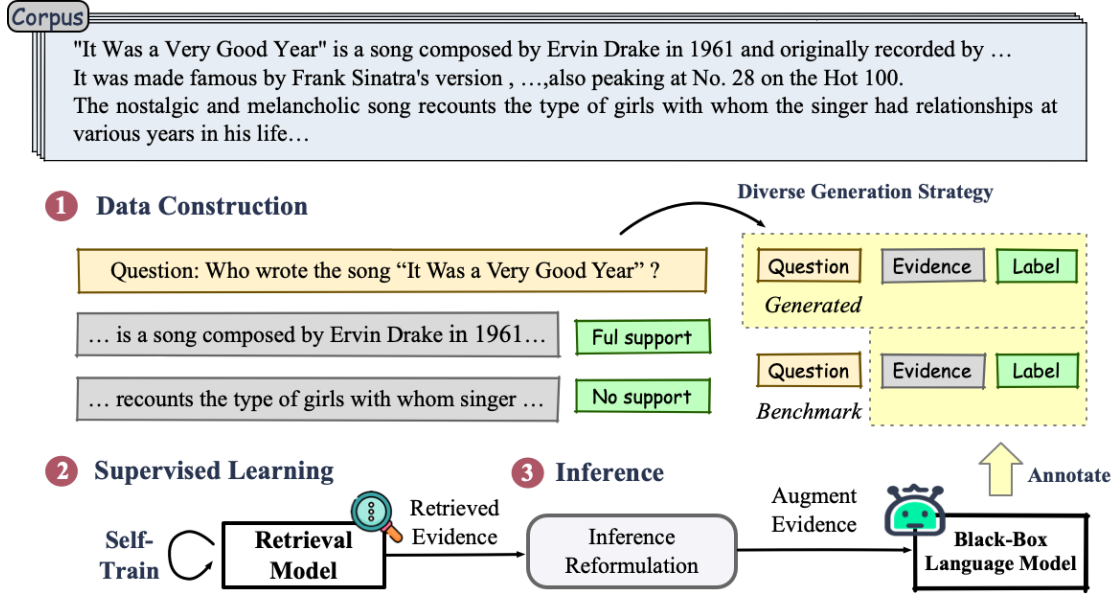 Corpus
"It Was a Very Good Year" is a song composed by Ervin Drake in 1961 and originally recorded by …
It was made famous by Frank Sinatra's version , …,also peaking at No. 28 on the Hot 100.
The nostalgic and melancholic song recounts the type of girls with whom the singer had relationships at
various years in his life…
1 Data Construction
Diverse Generation Strategy
Question: Who wrote the song “It Was a Very Good Year” ?
… is a song composed by Ervin Drake in 1961…
Ful support
… recounts the type of girls with whom singer …
No support
Question
Evidence
Label
Generated
Question
Evidence
Label
Benchmark
2 Supervised Learning
Self-
Train
Retrieval
Model
Retrieved
Evidence
3 Inference
Inference
Reformulation
Augment
Evidence
Annotate
Black-Box
Language Model